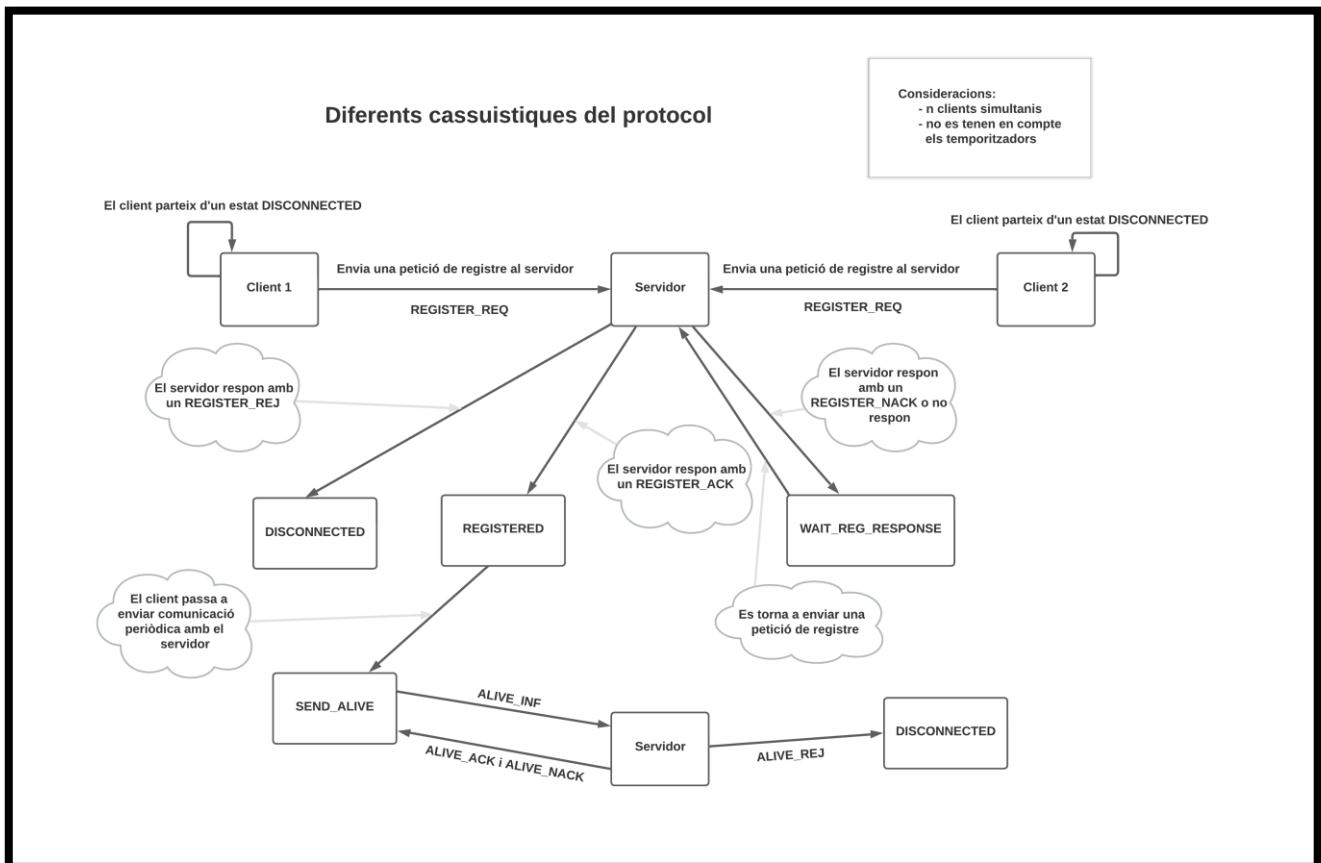 Diferents cassuistiques del protocol
Consideracions:
- n clients simultanis
- no es tenen en compte
els temporitzadors
El client parteix d'un estat DISCONNECTED
El client parteix d'un estat DISCONNECTED
Client 1
Envia una petició de registre al servidor
REGISTER_REQ
Servidor
Envia una petició de registre al servidor
REGISTER_REQ
Client 2
El servidor respon amb
un REGISTER_REJ
El servidor respon
amb un
REGISTER_NACK o no
respon
El servidor respon amb
un REGISTER_ACK
DISCONNECTED
REGISTERED
WAIT_REG_RESPONSE
El client passa a
enviar comunicació
periòdica amb el
servidor
Es torna a enviar una
petició de registre
SEND_ALIVE
ALIVE_INF
ALIVE_ACK i ALIVE_NACK
Servidor
ALIVE_REJ
DISCONNECTED